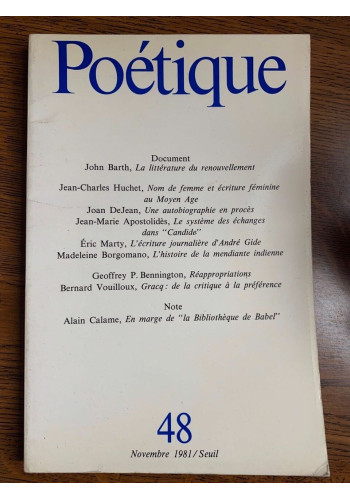 Poétique
Document
John Barth, La littérature du renouvellement
Jean-Charles Huchet, Nom de femme et écriture féminine
au Moyen Age
Joan DeJean, Une autobiographie en procès
Jean-Marie Apostolidès, Le système des échanges
dans "Candide"
Éric Marty, L'écriture journalière d'André Gide
Madeleine Borgomano, L'histoire de la mendiante indienne
Geoffrey P. Bennington, Réappropriations
Bernard Vouilloux, Gracq : de la critique à la préférence
Note
Alain Calame, En marge de "la Bibliothèque de Babel"
48
Novembre 1981/Seuil